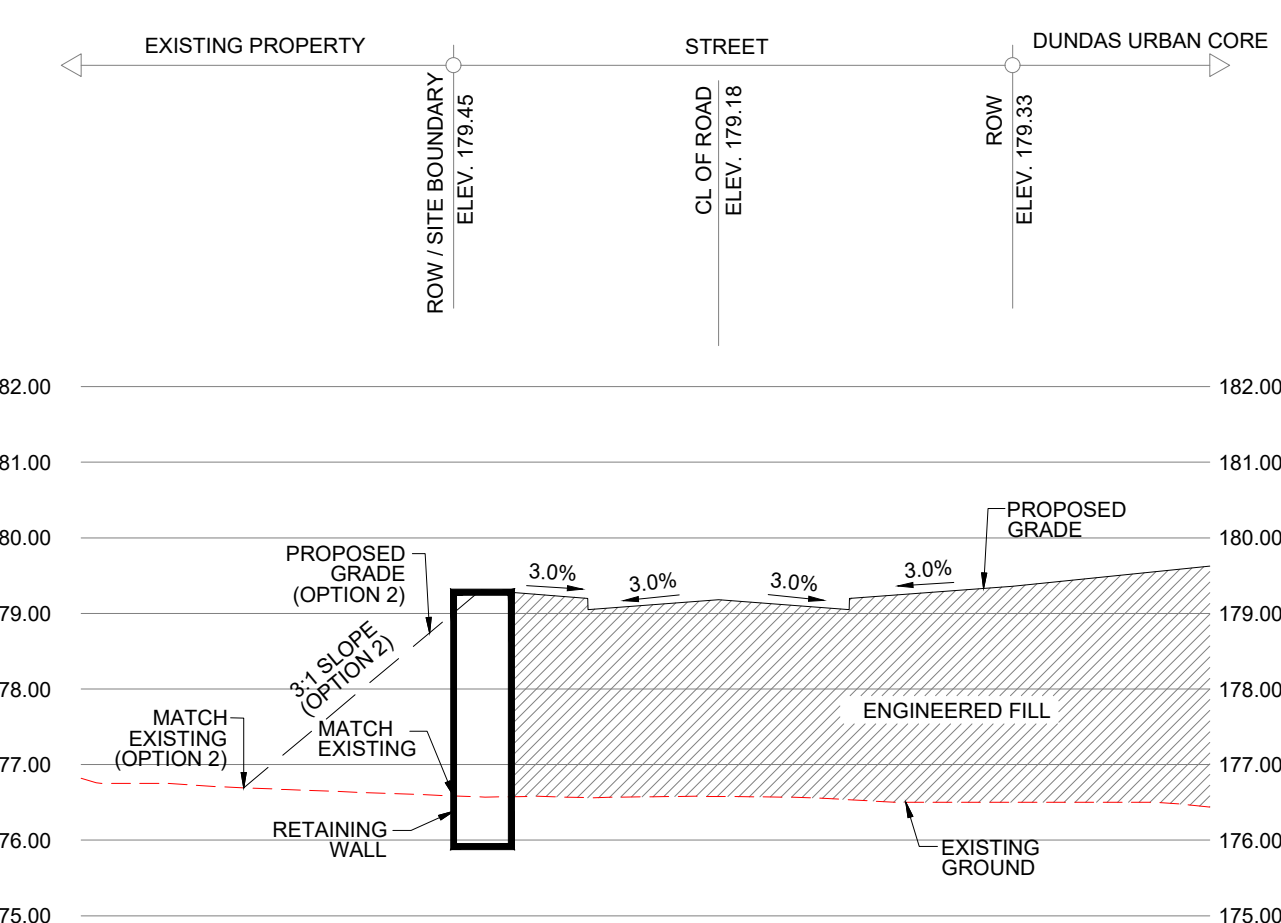 EXISTING PROPERTY
STREET
DUNDAS URBAN CORE
ROW / SITE BOUNDARY
ELEV. 179.45
CL OF ROAD
ELEV. 179.18
ROW
ELEV. 179.33
82.00
182.00
81.00
181.00
80.00
180.00
PROPOSED
GRADE
PROPOSED
GRADE
(OPTION 2)
3.0%
3.0%
3.0%
3.0%
79.00
179.00
3:1 SLOPE
(OPTION 2)
78.00
178.00
MATCH
EXISTING
(OPTION 2)
MATCH
EXISTING
ENGINEERED FILL
77.00
177.00
RETAINING
WALL
76.00
176.00
EXISTING
GROUND
75.00
175.00